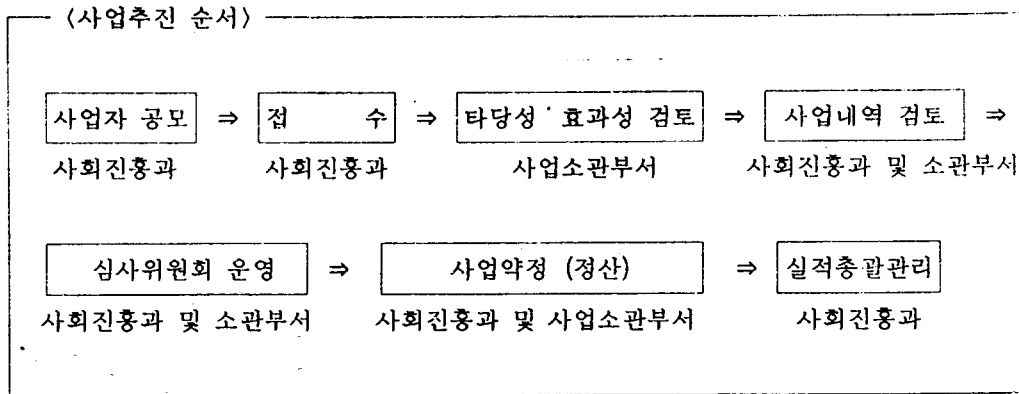 〈사업추진 순서〉
사업자 공모 ⇒ 접 수 ⇒ 타당성·효과성 검토 ⇒ 사업내역 검토 ⇒
사회진흥과 사회진흥과 사업소관부서 사회진흥과 및 소관부서
심사위원회 운영 ⇒ 사업약정 (정산) ⇒ 실적총괄관리
사회진흥과 및 소관부서 사회진흥과 및 사업소관부서 사회진흥과